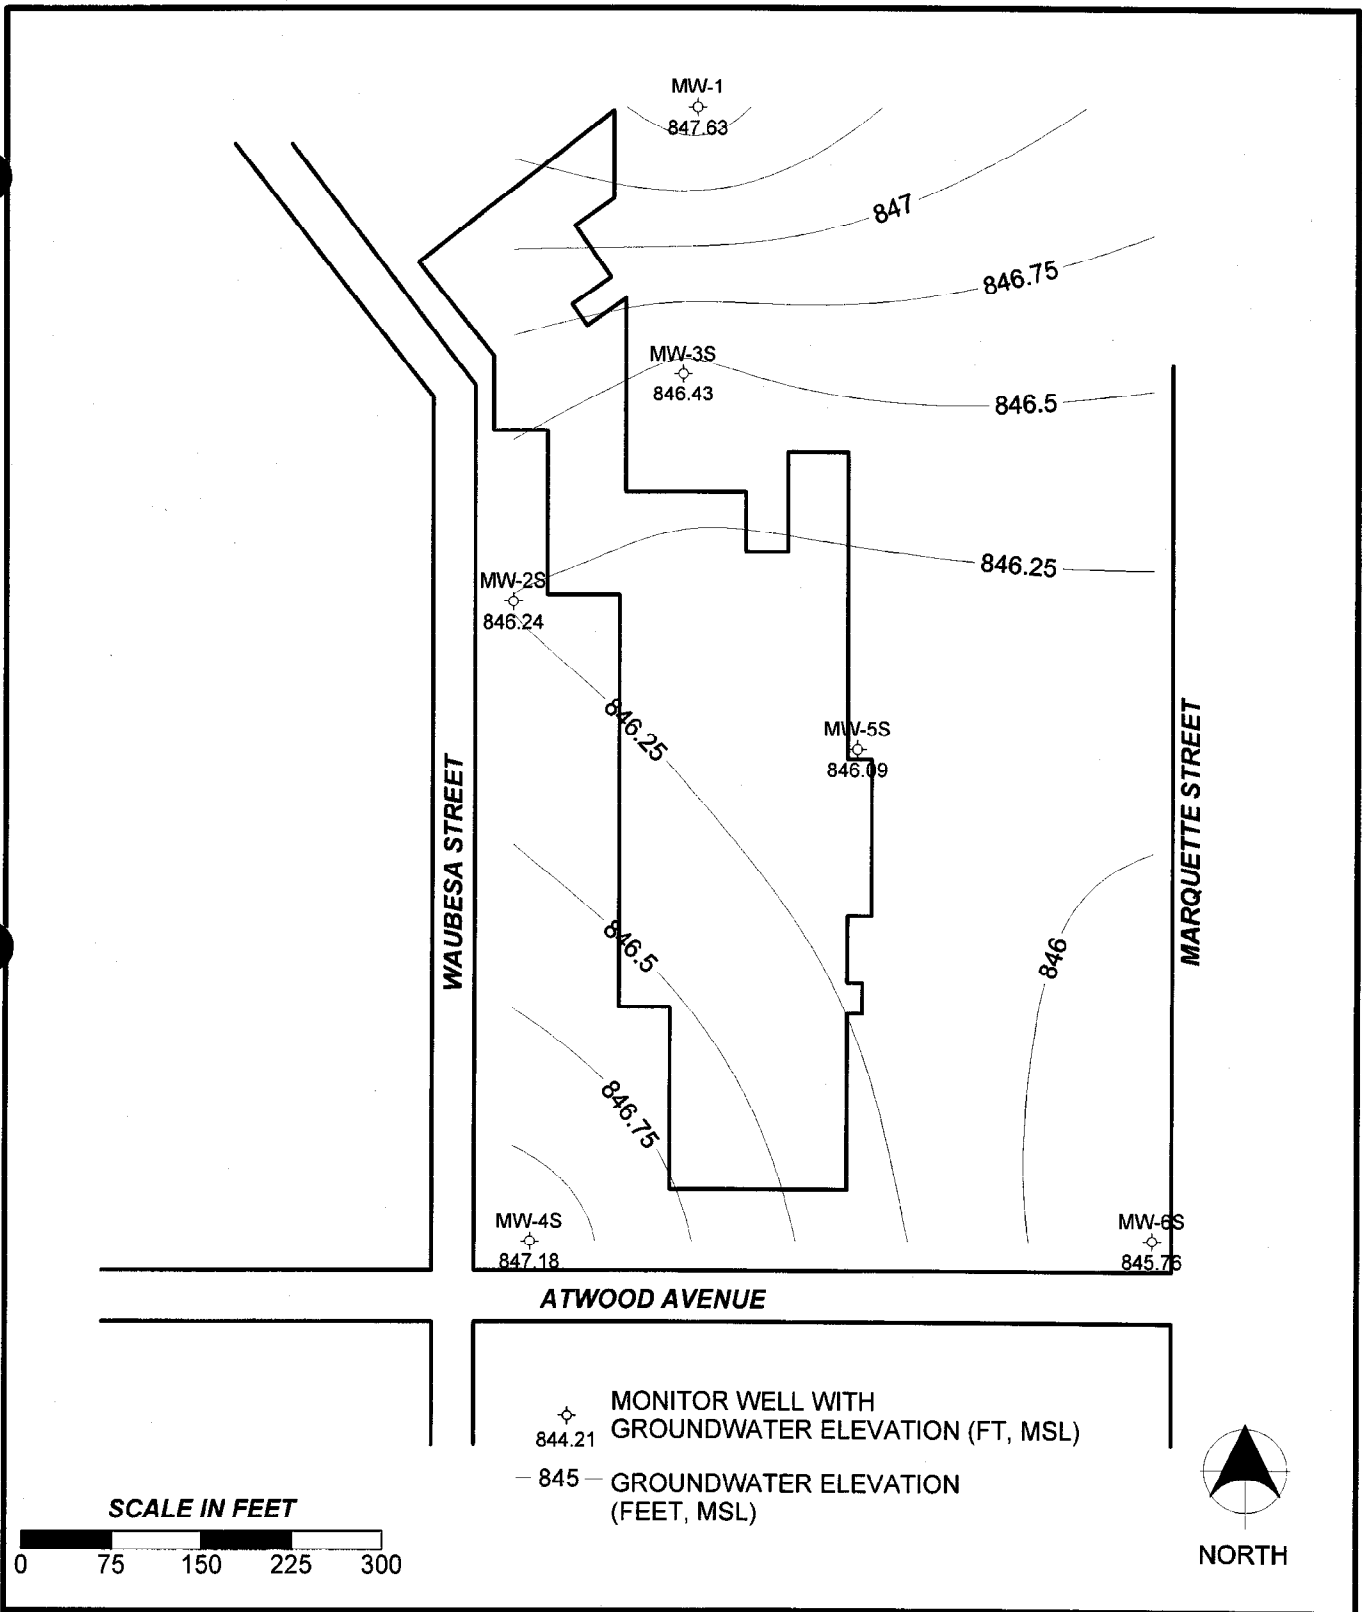 MW-1
847.63
847
846.75
MW-3S
846.43
846.5
846.25
MW-2S
846.24
846.25
MW-5S
846.09
WAUBESA STREET
MARQUETTE STREET
846.5
846
846.75
MW-4S
847.18
MW-6S
845.76
ATWOOD AVENUE
MONITOR WELL WITH
844.21 GROUNDWATER ELEVATION (FT, MSL)
845 GROUNDWATER ELEVATION
(FEET, MSL)
SCALE IN FEET
0 75 150 225 300
NORTH